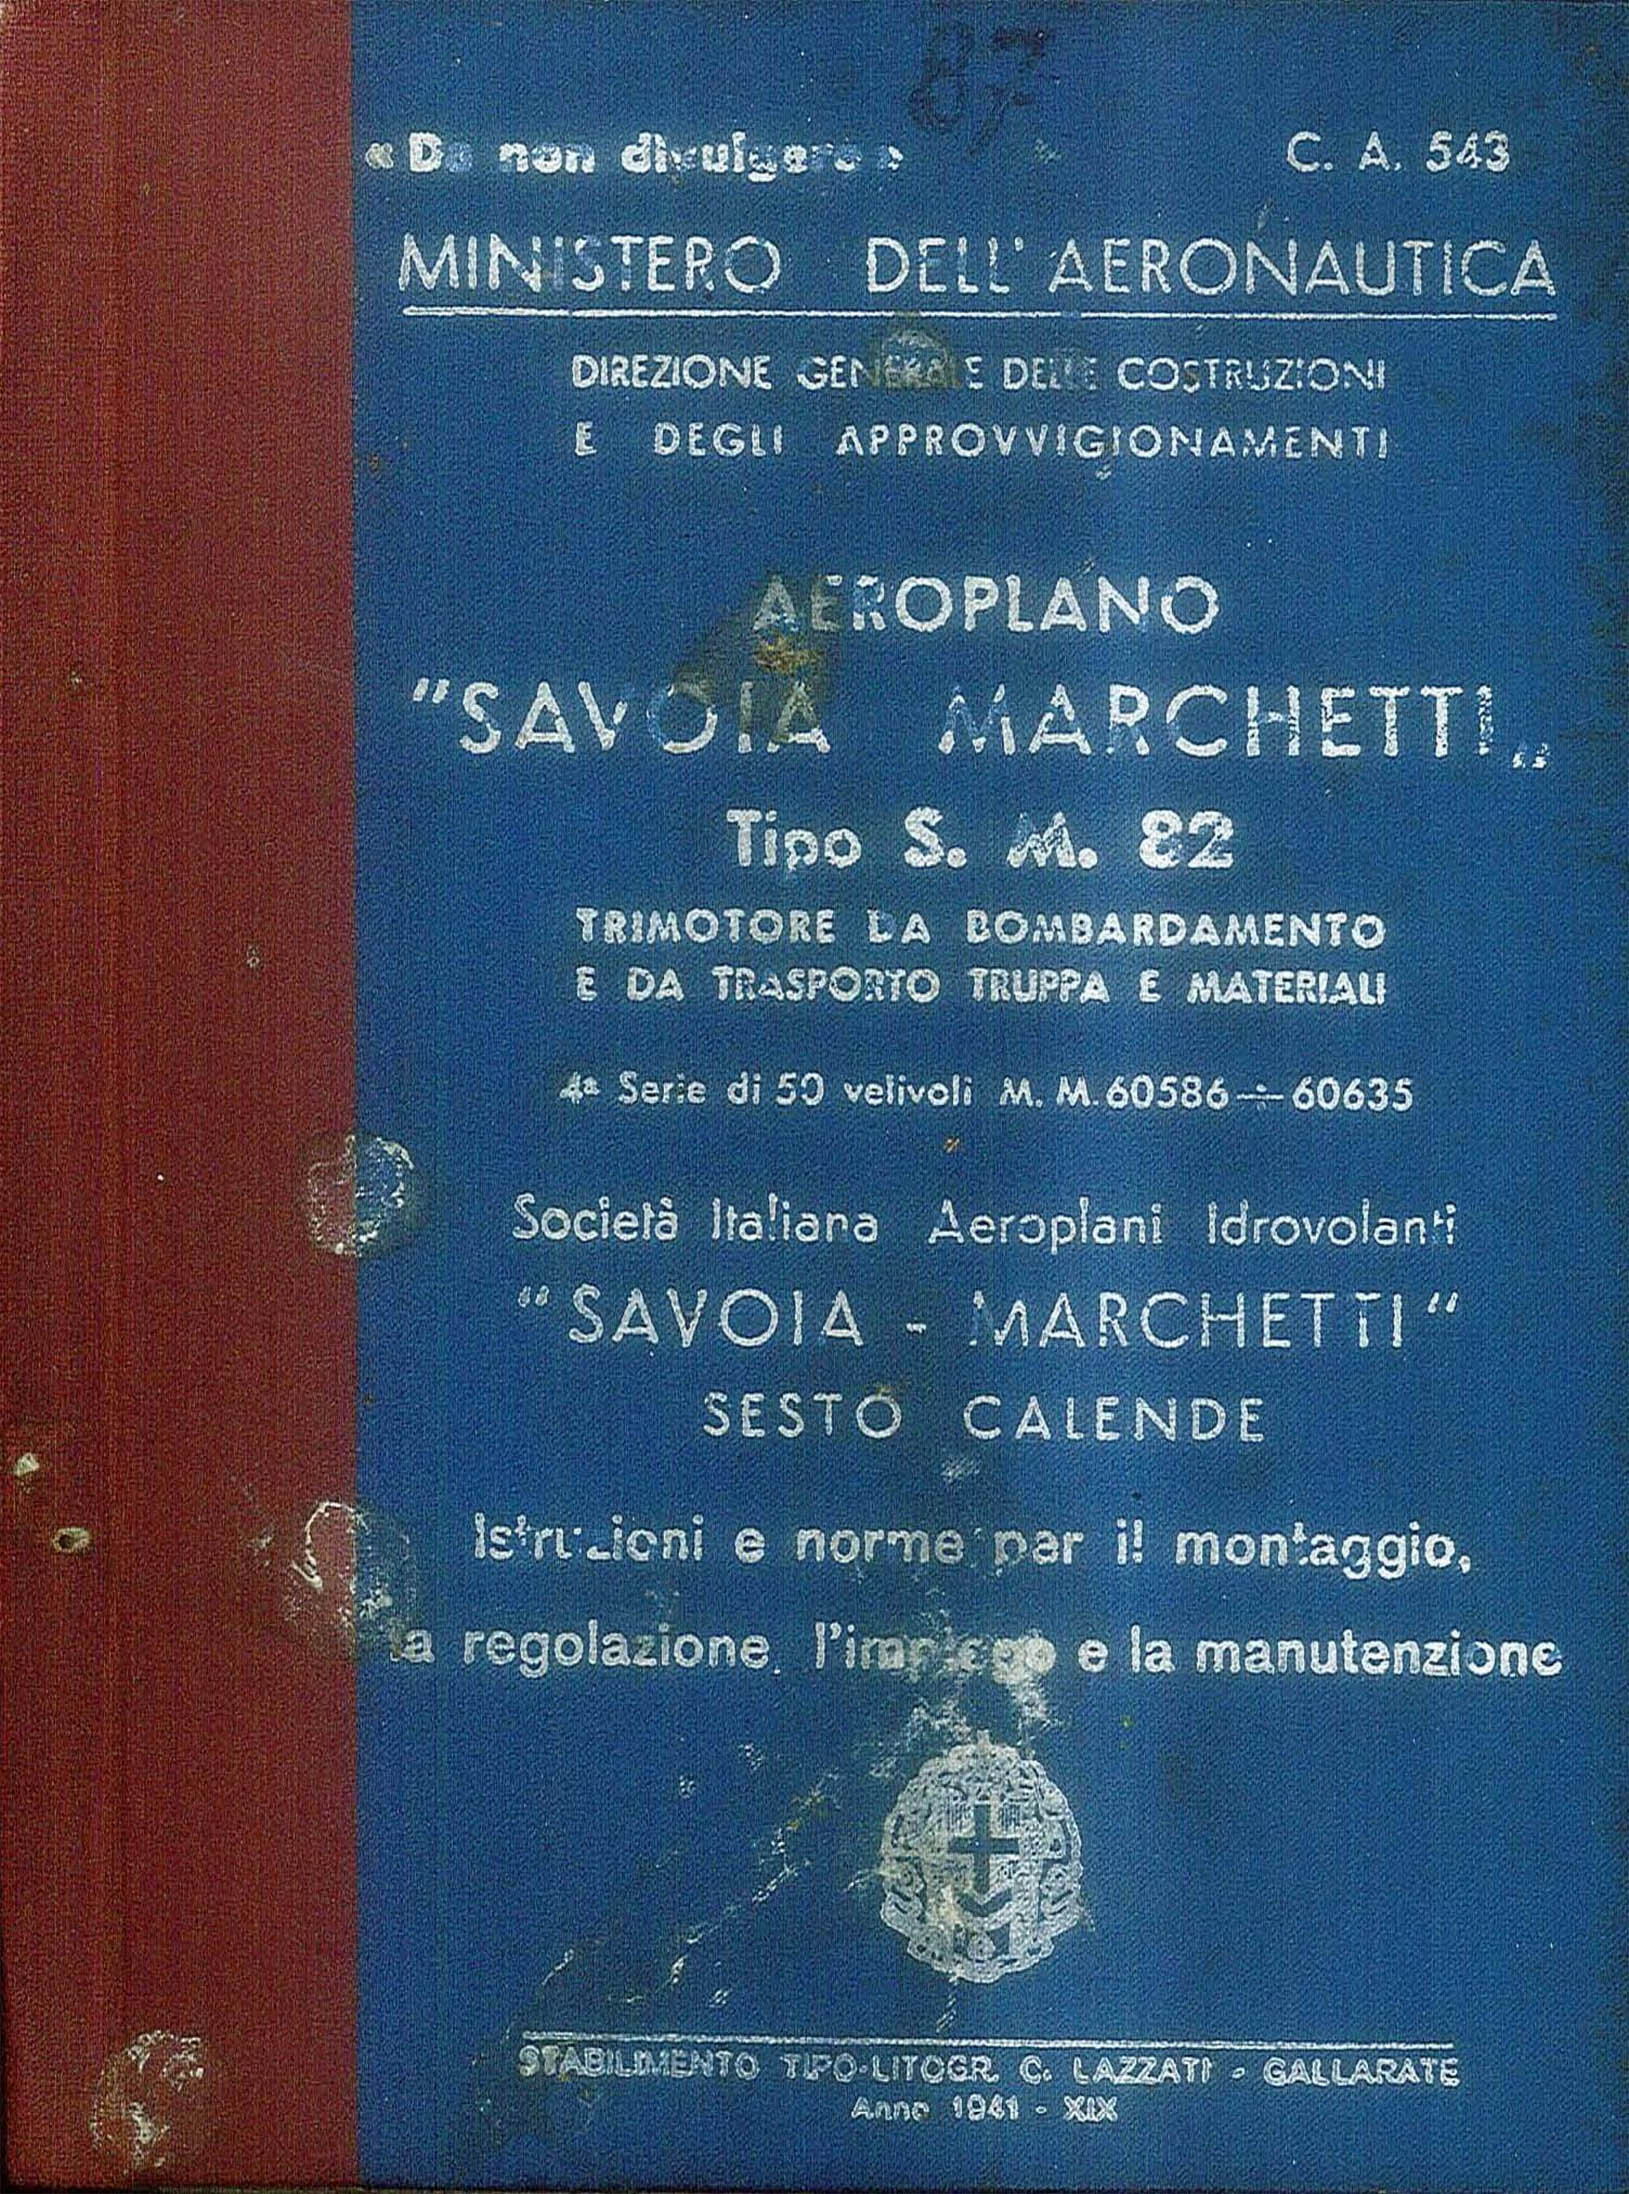 87
« Da non divulgare »
C. A. 543
MINISTERO DELL' AERONAUTICA
DIREZIONE GENERALE DELLE COSTRUZIONI
E DEGLI APPROVVIGIONAMENTI
AEROPLANO
"SAVOIA MARCHETTI„
Tipo S. M. 82
TRIMOTORE DA BOMBARDAMENTO
E DA TRASPORTO TRUPPA E MATERIALI
4ª Serie di 50 velivoli M. M. 60586 ÷ 60635
Società Italiana Aeroplani Idrovolanti
“SAVOIA - MARCHETTI“
SESTO CALENDE
Istruzioni e norme per il montaggio,
la regolazione, l'impiego e la manutenzione
STABILIMENTO TIPO-LITOGR. C. LAZZATI - GALLARATE
Anno 1941 - XIX